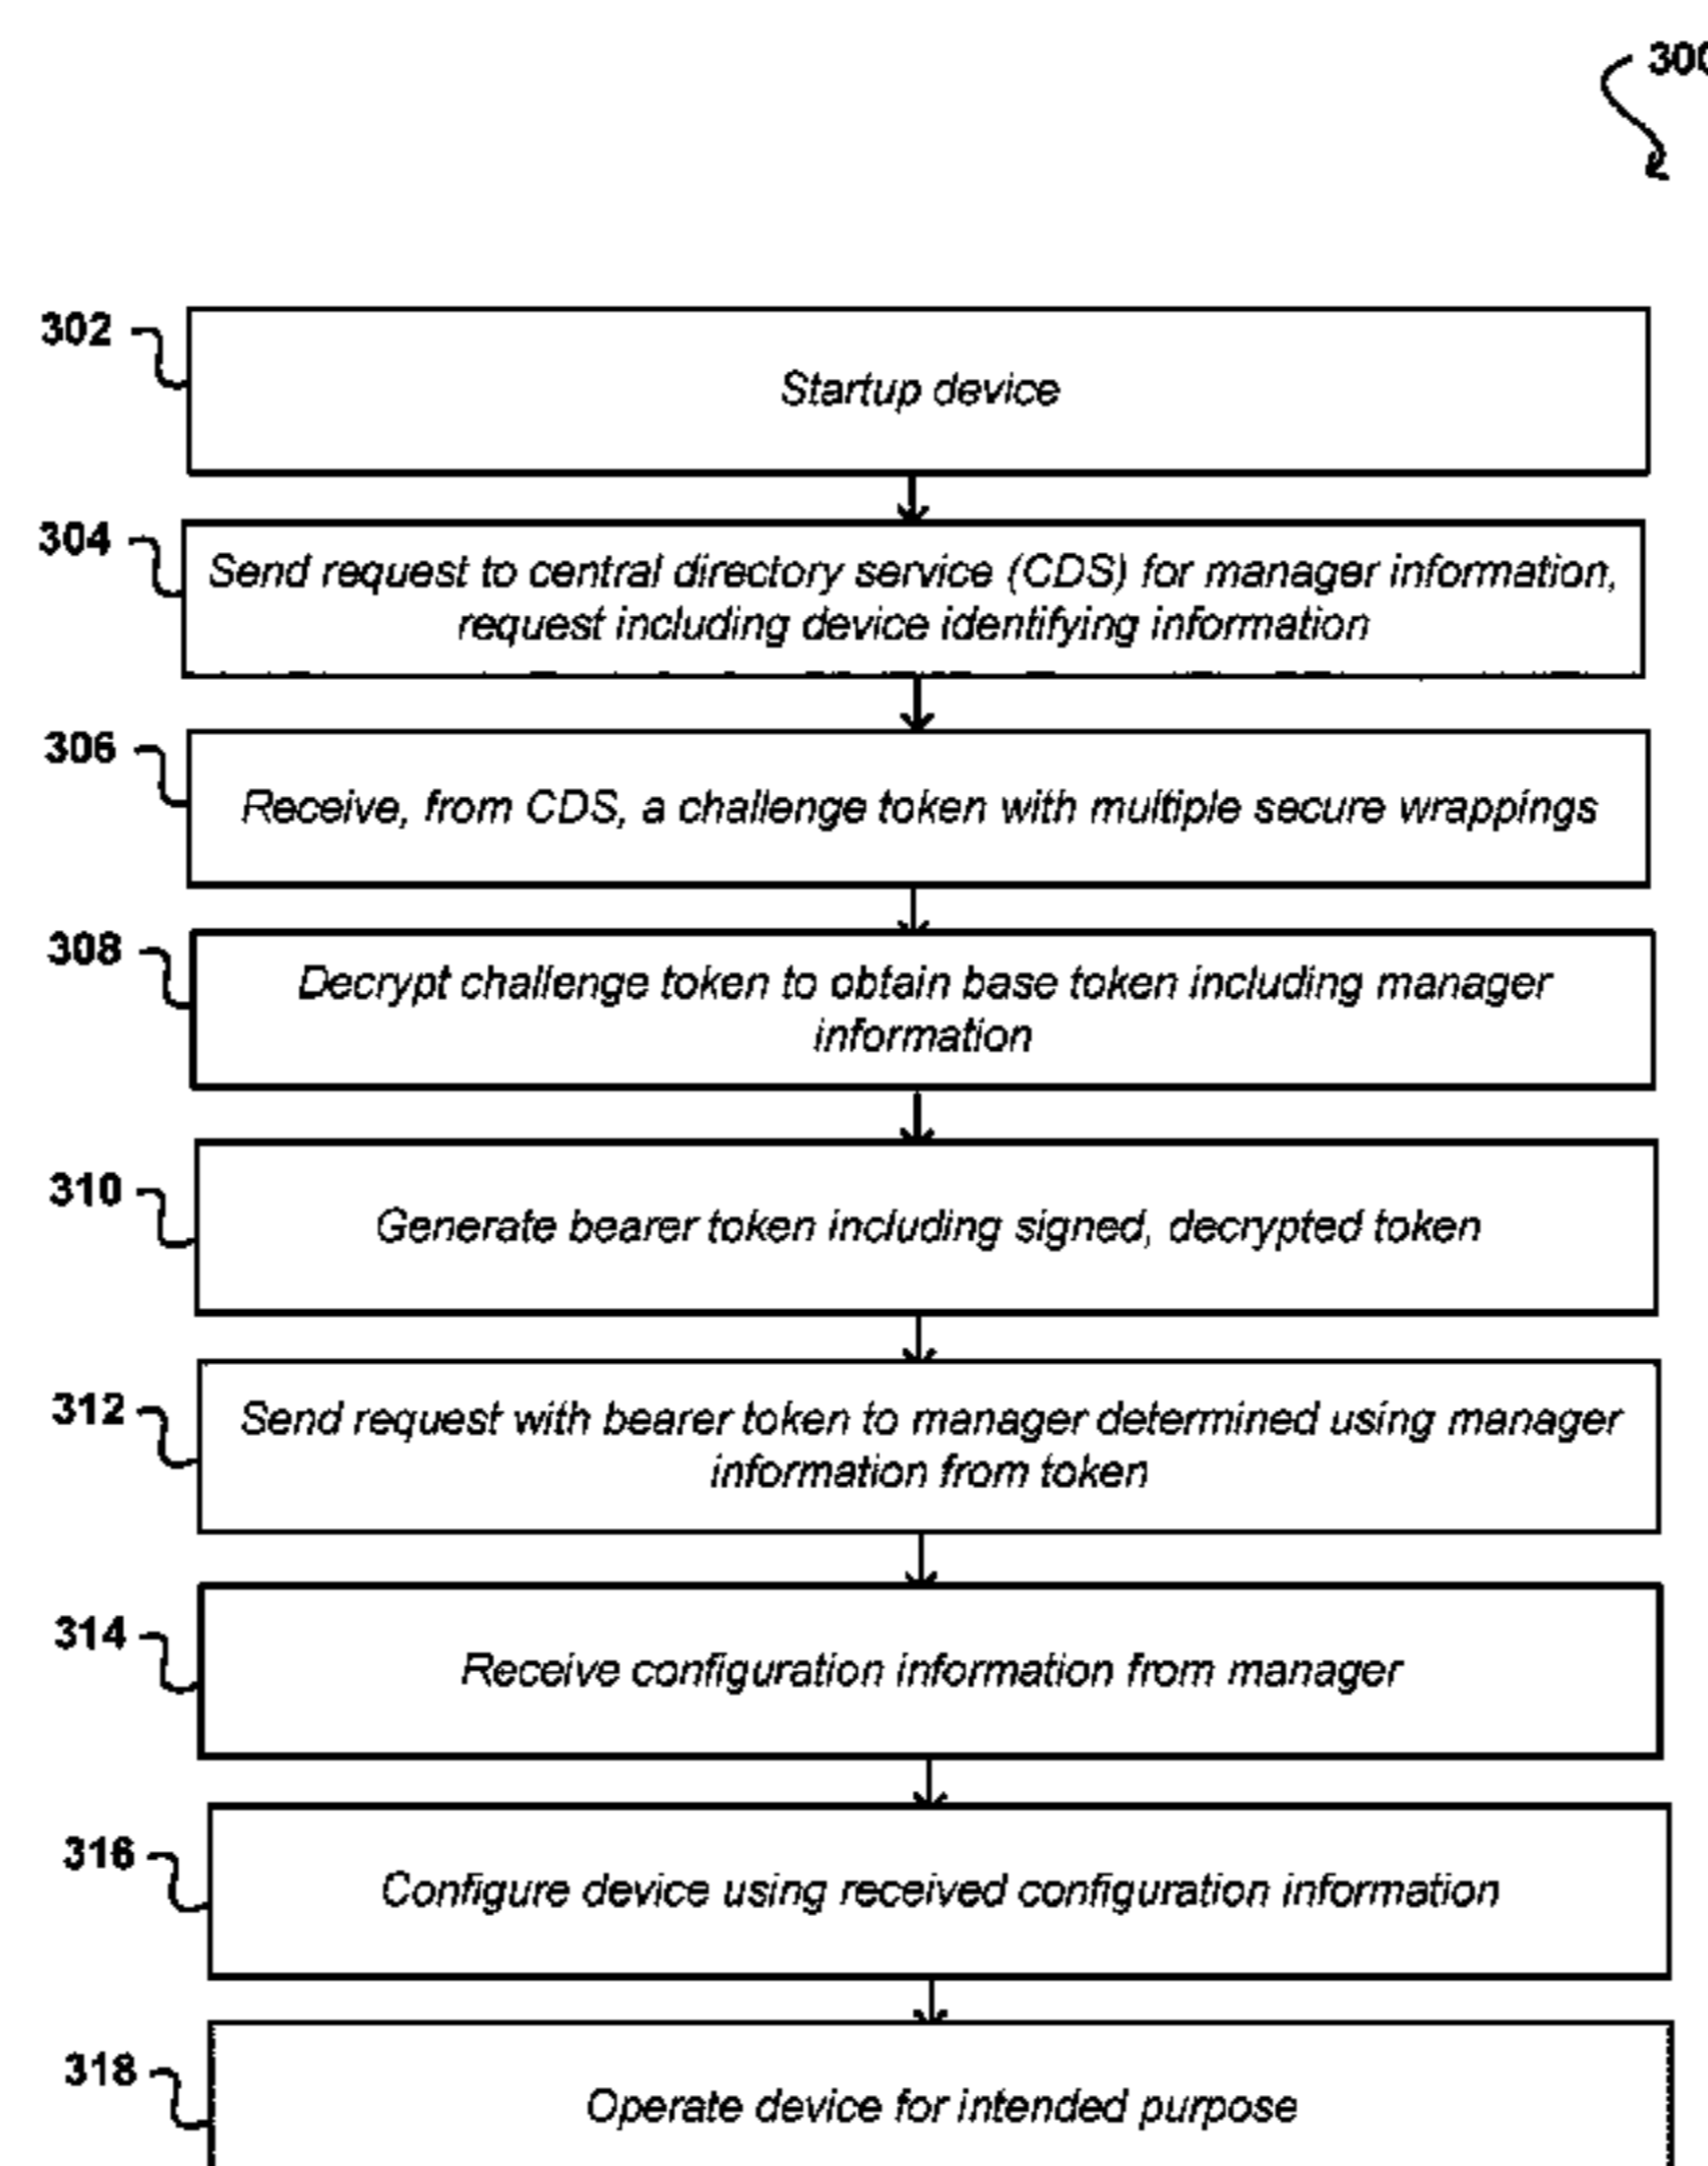 300
302
Startup device
304
Send request to central directory service (CDS) for manager information,
request including device identifying information
306
Receive, from CDS, a challenge token with multiple secure wrappings
308
Decrypt challenge token to obtain base token including manager
information
310
Generate bearer token including signed, decrypted token
312
Send request with bearer token to manager determined using manager
information from token
314
Receive configuration information from manager
316
Configure device using received configuration information
318
Operate device for intended purpose